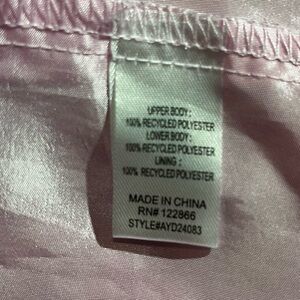 UPPER BODY :
100% RECYCLED POLYESTER
LOWER BODY :
100% RECYCLED POLYESTER
LINING :
100% RECYCLED POLYESTER
MADE IN CHINA
RN# 122866
STYLE#AYD24083